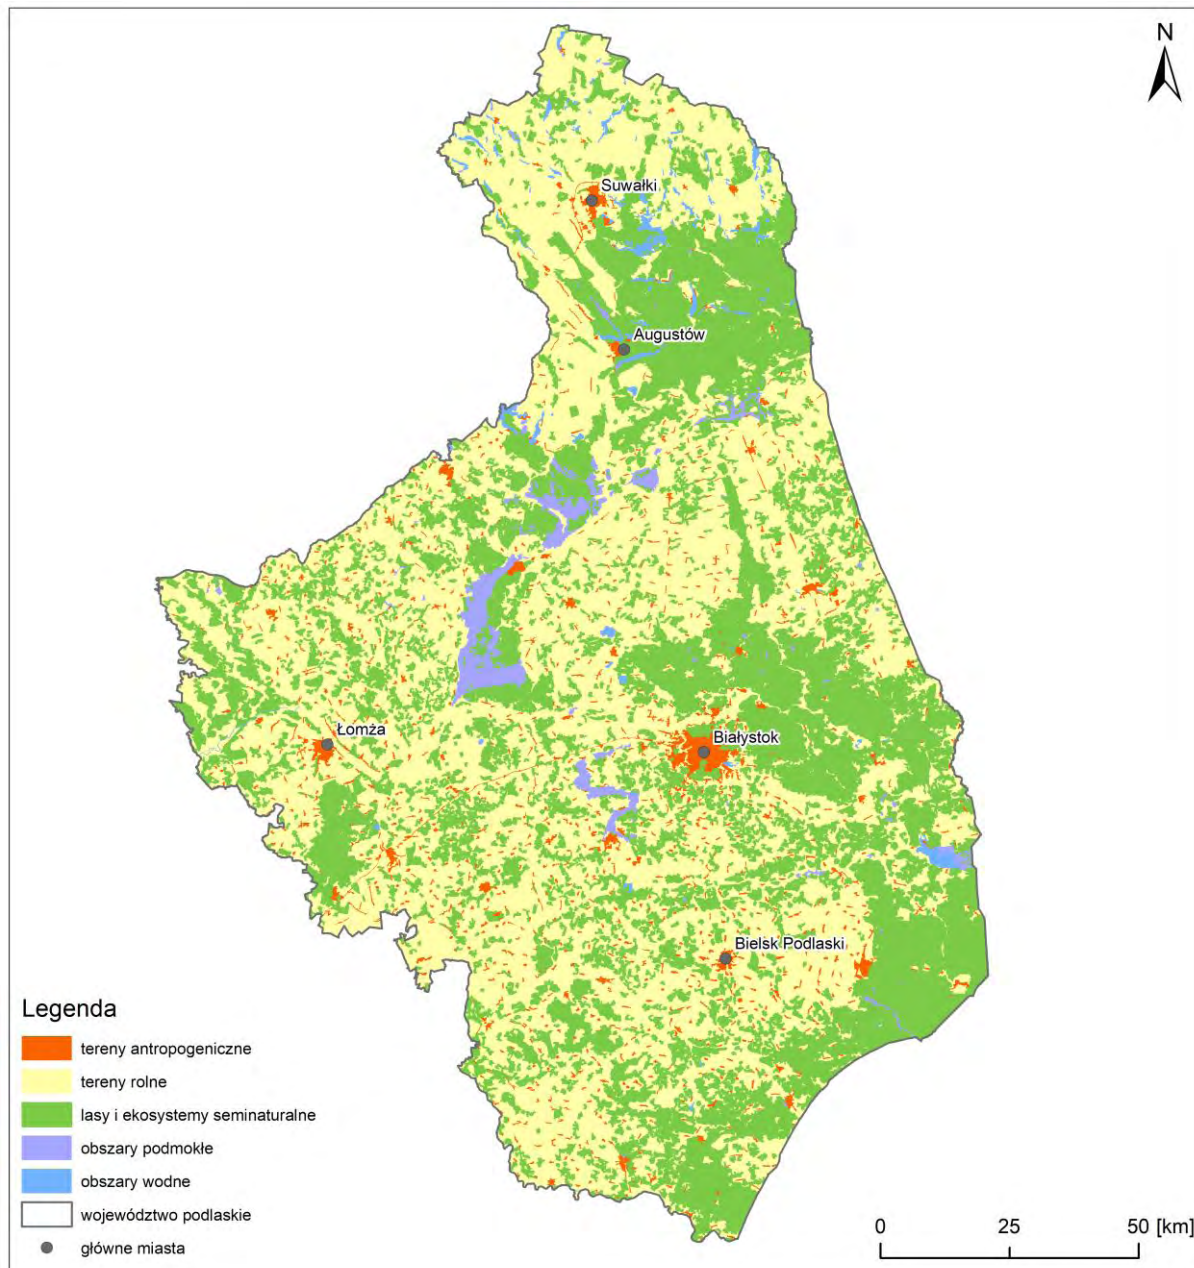 N
Suwałki
Augustów
Łomża
Białystok
Bielsk Podlaski
Legenda
tereny antropogeniczne
tereny rolne
lasy i ekosystemy seminaturalne
obszary podmokłe
obszary wodne
województwo podlaskie
główne miasta
0 25 50 [km]